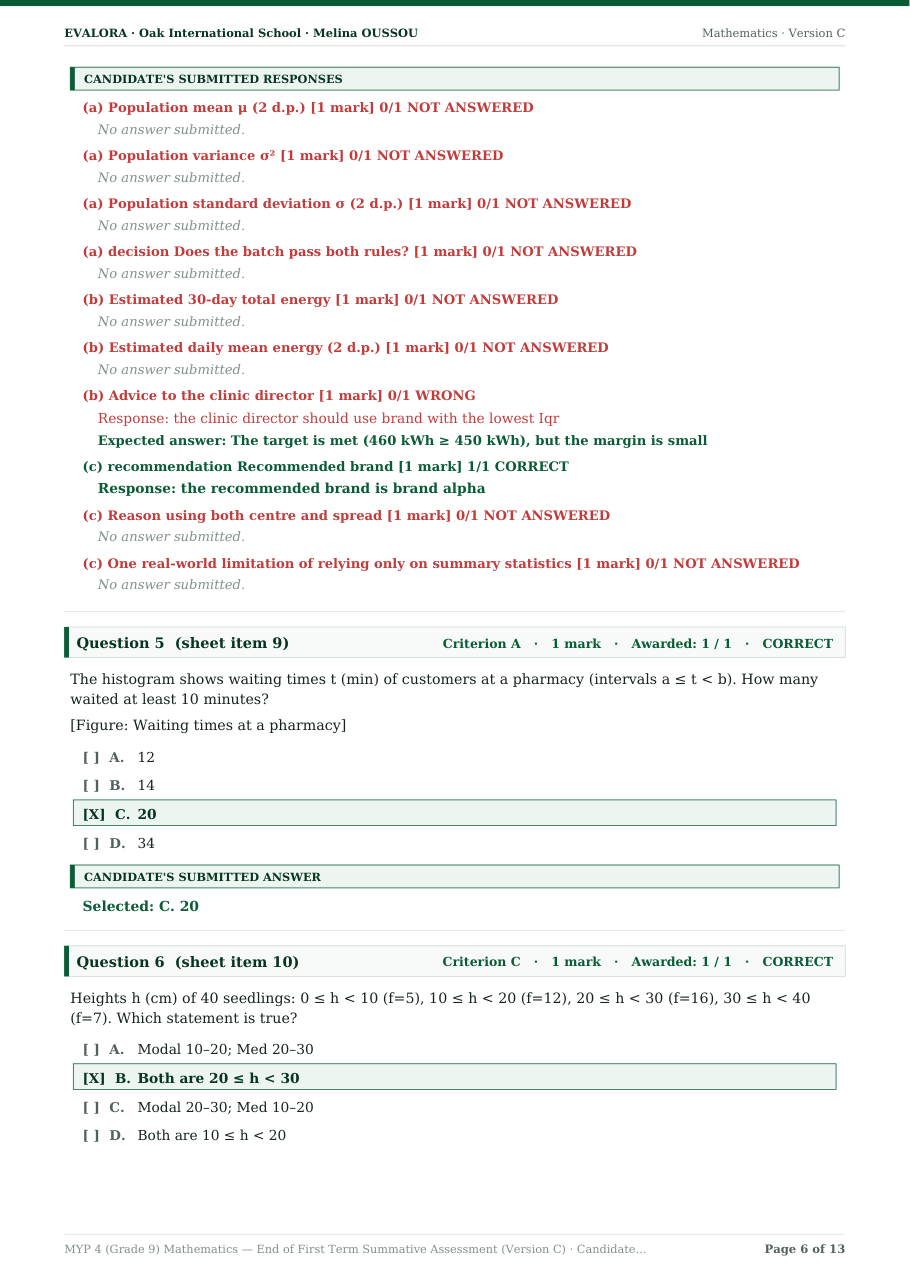 EVALORA · Oak International School · Melina OUSSOU
Mathematics · Version C
CANDIDATE'S SUBMITTED RESPONSES
(a) Population mean μ (2 d.p.) [1 mark] 0/1 NOT ANSWERED
No answer submitted.
(a) Population variance σ² [1 mark] 0/1 NOT ANSWERED
No answer submitted.
(a) Population standard deviation σ (2 d.p.) [1 mark] 0/1 NOT ANSWERED
No answer submitted.
(a) decision Does the batch pass both rules? [1 mark] 0/1 NOT ANSWERED
No answer submitted.
(b) Estimated 30-day total energy [1 mark] 0/1 NOT ANSWERED
No answer submitted.
(b) Estimated daily mean energy (2 d.p.) [1 mark] 0/1 NOT ANSWERED
No answer submitted.
(b) Advice to the clinic director [1 mark] 0/1 WRONG
Response: the clinic director should use brand with the lowest Iqr
Expected answer: The target is met (460 kWh ≥ 450 kWh), but the margin is small
(c) recommendation Recommended brand [1 mark] 1/1 CORRECT
Response: the recommended brand is brand alpha
(c) Reason using both centre and spread [1 mark] 0/1 NOT ANSWERED
No answer submitted.
(c) One real-world limitation of relying only on summary statistics [1 mark] 0/1 NOT ANSWERED
No answer submitted.
Question 5 (sheet item 9)
Criterion A · 1 mark · Awarded: 1 / 1 · CORRECT
The histogram shows waiting times t (min) of customers at a pharmacy (intervals a ≤ t < b). How many
waited at least 10 minutes?
[Figure: Waiting times at a pharmacy]
[ ] A. 12
[ ] B. 14
[X] C. 20
[ ] D. 34
CANDIDATE'S SUBMITTED ANSWER
Selected: C. 20
Question 6 (sheet item 10)
Criterion C · 1 mark · Awarded: 1 / 1 · CORRECT
Heights h (cm) of 40 seedlings: 0 ≤ h < 10 (f=5), 10 ≤ h < 20 (f=12), 20 ≤ h < 30 (f=16), 30 ≤ h < 40
(f=7). Which statement is true?
[ ] A. Modal 10–20; Med 20–30
[X] B. Both are 20 ≤ h < 30
[ ] C. Modal 20–30; Med 10–20
[ ] D. Both are 10 ≤ h < 20
MYP 4 (Grade 9) Mathematics — End of First Term Summative Assessment (Version C) · Candidate...
Page 6 of 13